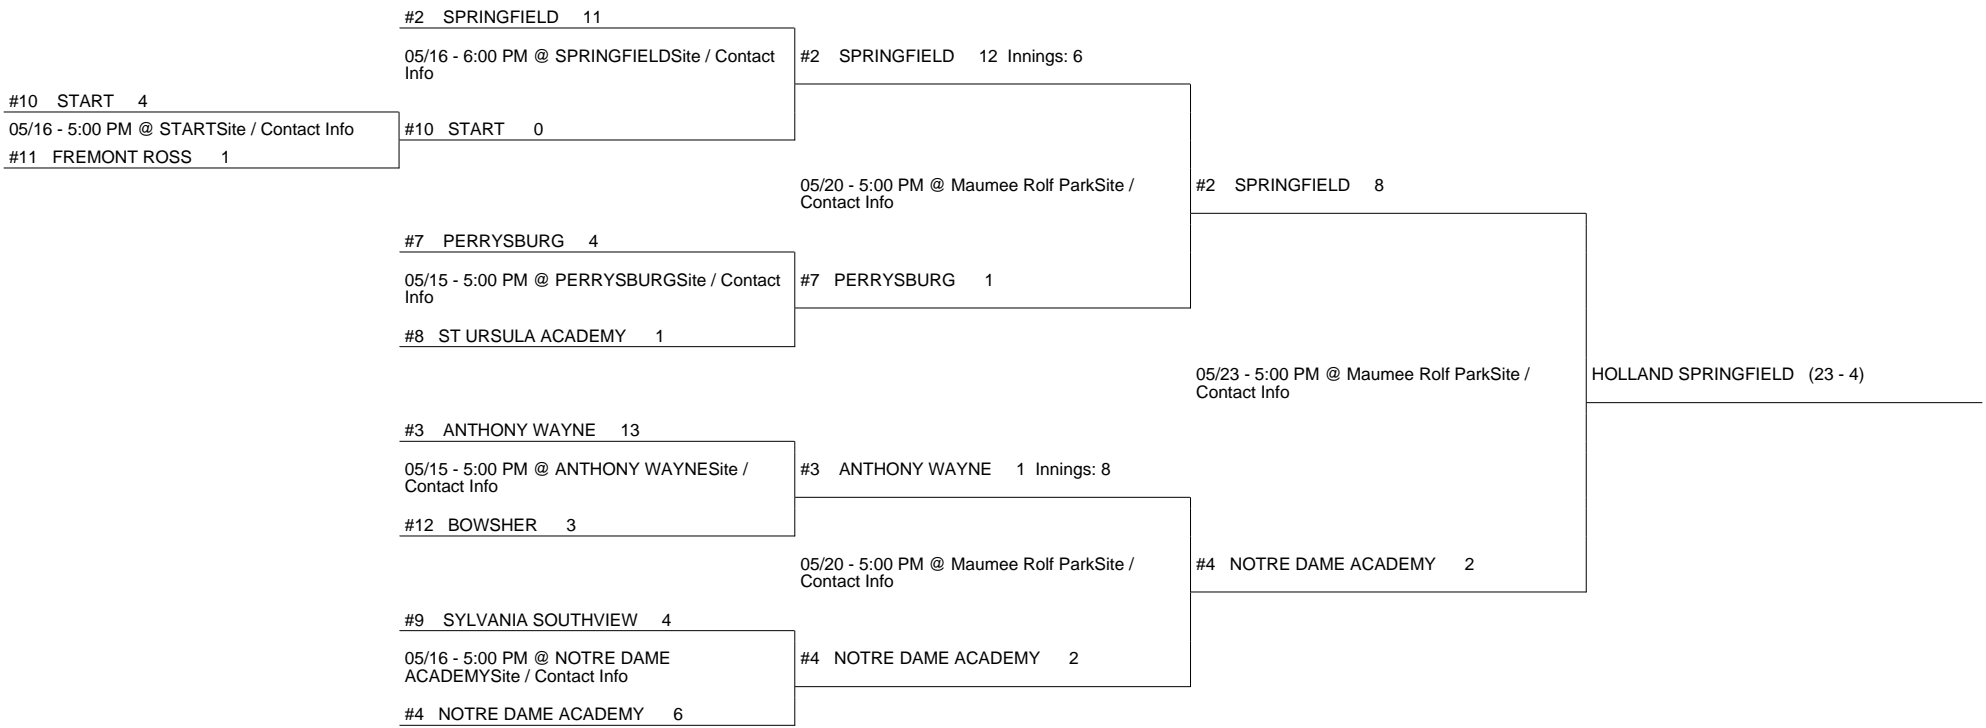 #10 START 4
05/16 - 5:00 PM @ STARTSite / Contact Info
#11 FREMONT ROSS 1
#2 SPRINGFIELD 11
05/16 - 6:00 PM @ SPRINGFIELDSite / Contact
Info
#10 START 0
#7 PERRYSBURG 4
05/15 - 5:00 PM @ PERRYSBURGSite / Contact
Info
#8 ST URSULA ACADEMY 1
#3 ANTHONY WAYNE 13
05/15 - 5:00 PM @ ANTHONY WAYNESite /
Contact Info
#12 BOWSHER 3
#9 SYLVANIA SOUTHVIEW 4
05/16 - 5:00 PM @ NOTRE DAME
ACADEMYSite / Contact Info
#4 NOTRE DAME ACADEMY 6
#2 SPRINGFIELD 12 Innings: 6
05/20 - 5:00 PM @ Maumee Rolf ParkSite /
Contact Info
#7 PERRYSBURG 1
#3 ANTHONY WAYNE 1 Innings: 8
05/20 - 5:00 PM @ Maumee Rolf ParkSite /
Contact Info
#4 NOTRE DAME ACADEMY 2
#2 SPRINGFIELD 8
05/23 - 5:00 PM @ Maumee Rolf ParkSite /
Contact Info
#4 NOTRE DAME ACADEMY 2
HOLLAND SPRINGFIELD (23 - 4)